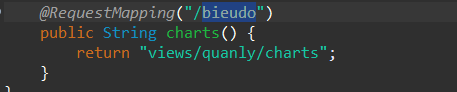 @RequestMapping("/bieudo")
public String charts() {
return "views/quanly/charts";
}
}